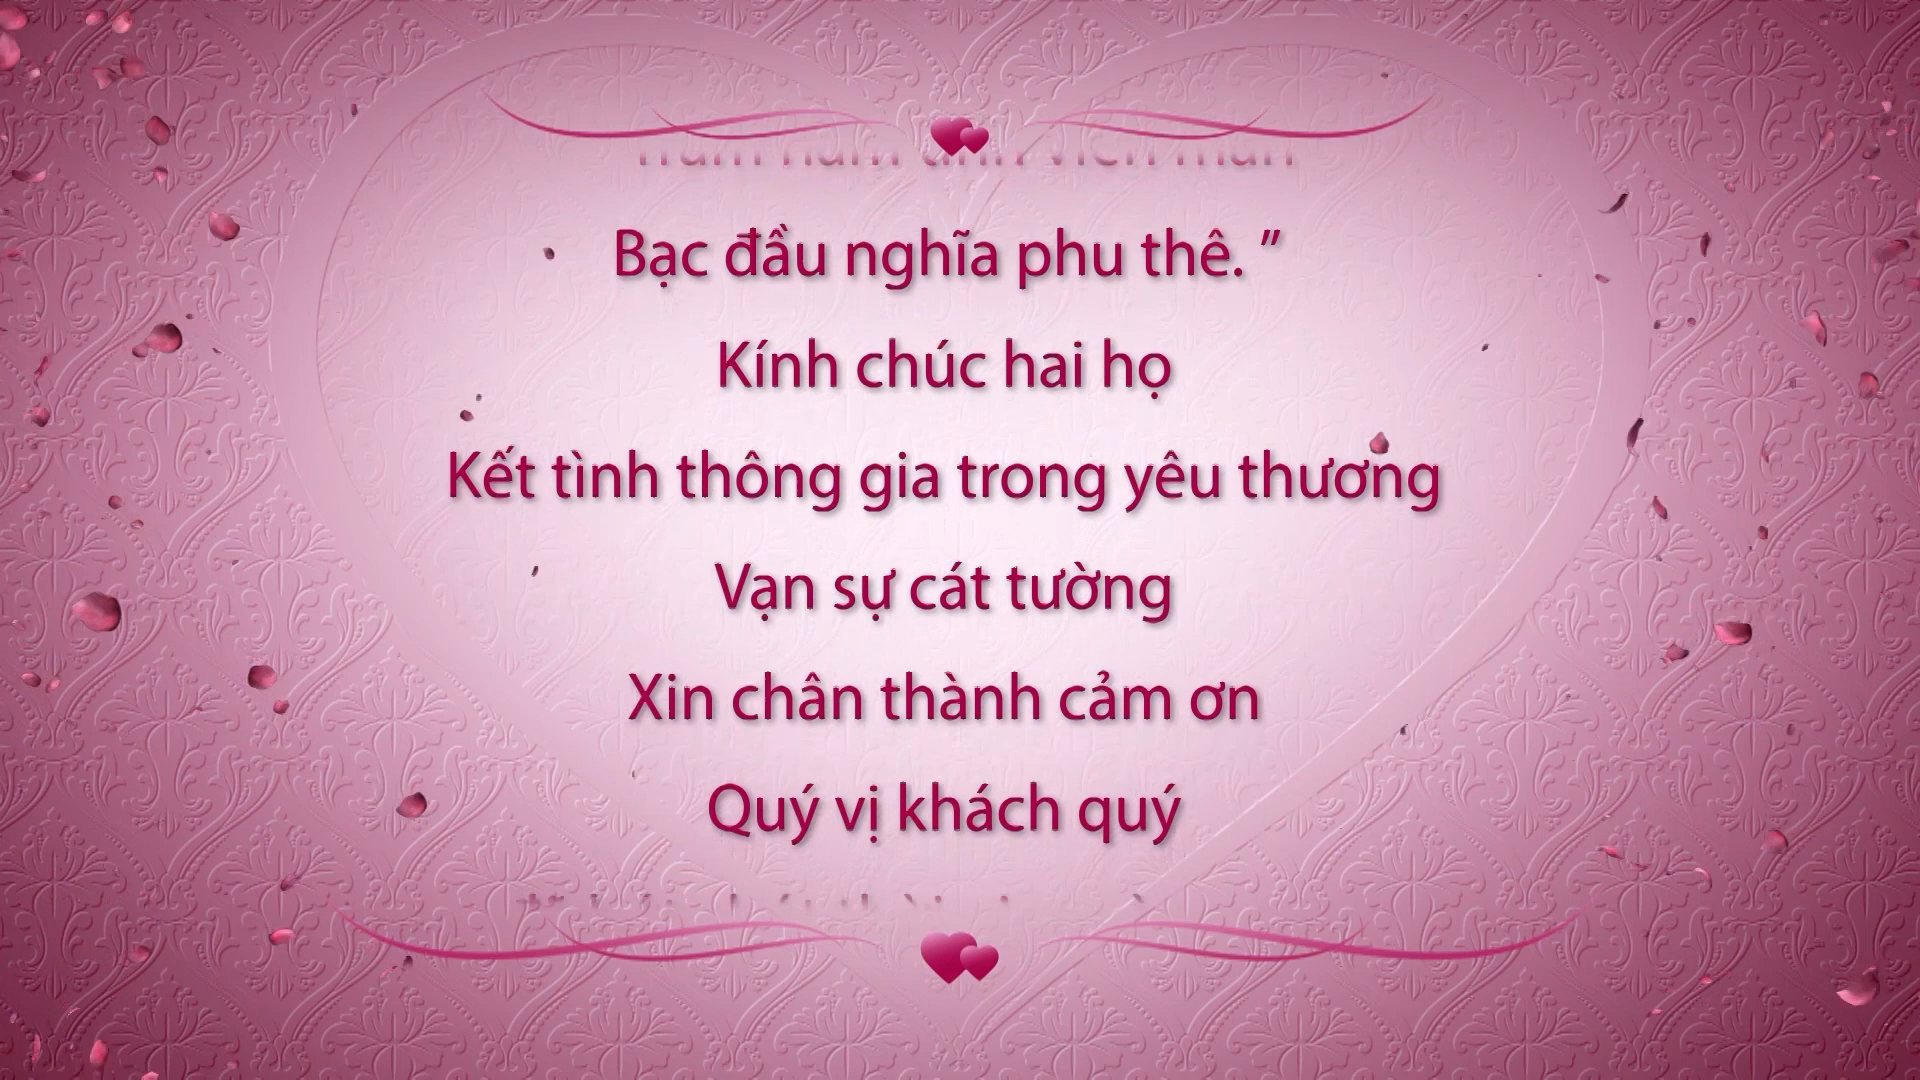 Bạc đầu nghĩa phu thê. ”
Kính chúc hai họ
Kết tình thông gia trong yêu thương
Vạn sự cát tường
Xin chân thành cảm ơn
Quý vị khách quý